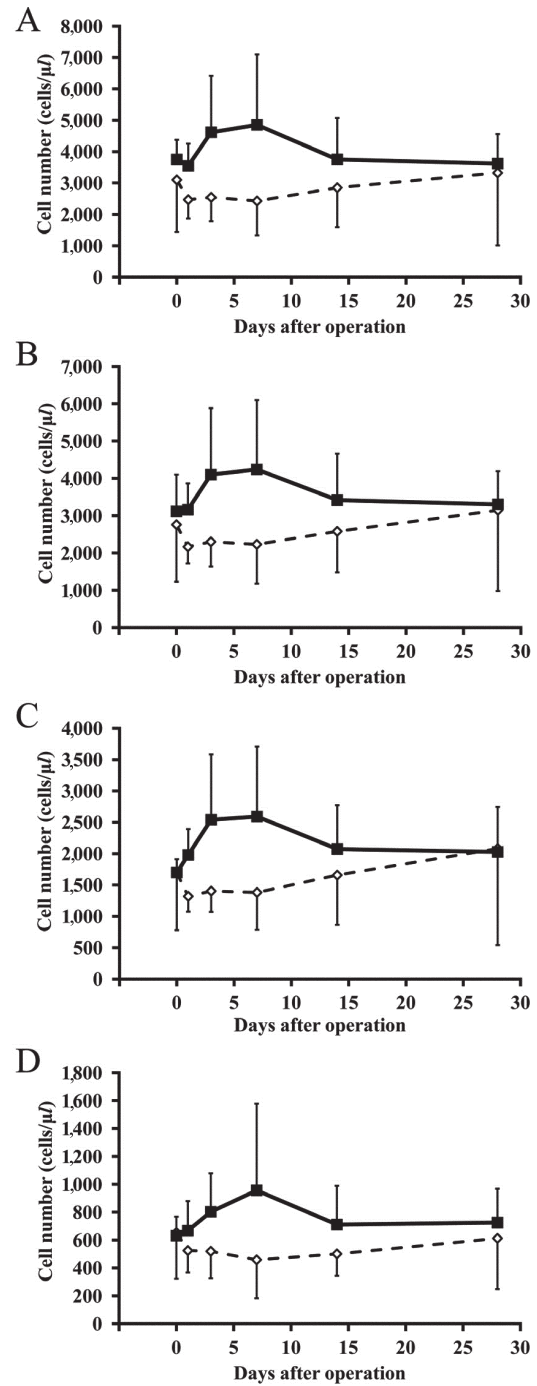 A
8,000
7,000
6,000
5,000
4,000
3,000
2,000
1,000
0
Cell number (cells/µl)
0 5 10 15 20 25 30
Days after operation
B
7,000
6,000
5,000
4,000
3,000
2,000
1,000
0
Cell number (cells/µl)
0 5 10 15 20 25 30
Days after operation
C
4,000
3,500
3,000
2,500
2,000
1,500
1,000
500
0
Cell number (cells/µl)
0 5 10 15 20 25 30
Days after operation
D
1,800
1,600
1,400
1,200
1,000
800
600
400
200
0
Cell number (cells/µl)
0 5 10 15 20 25 30
Days after operation